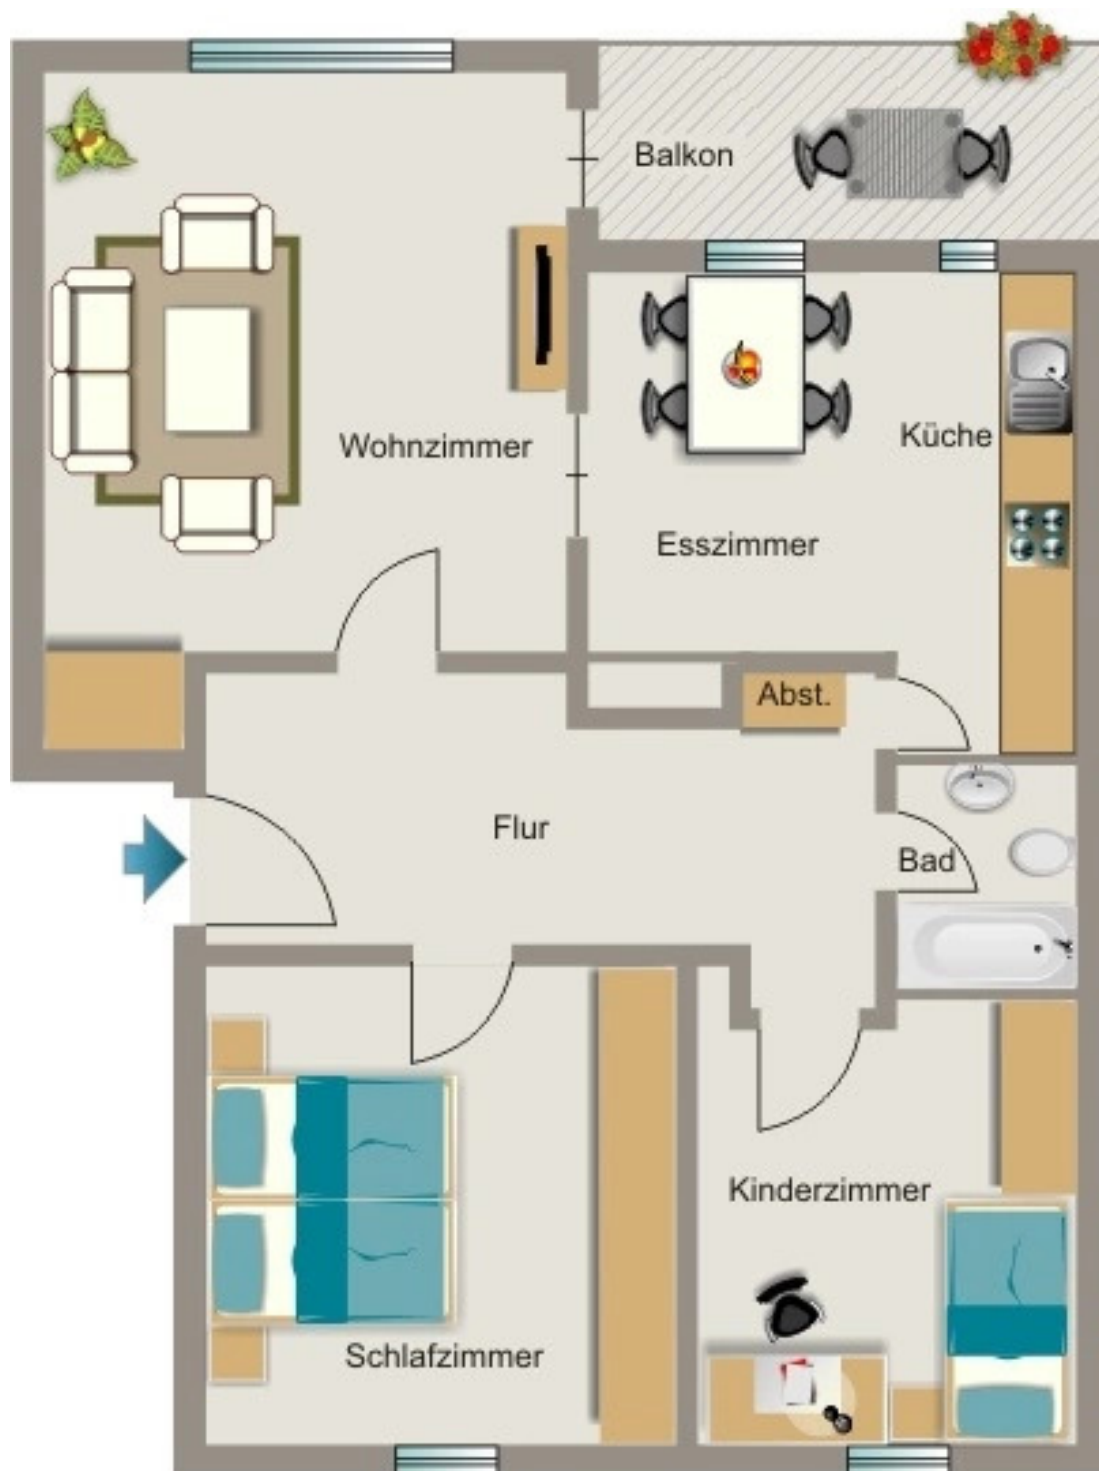 Balkon
Wohnzimmer
Küche
Esszimmer
Abst.
Flur
Bad
Kinderzimmer
Schlafzimmer